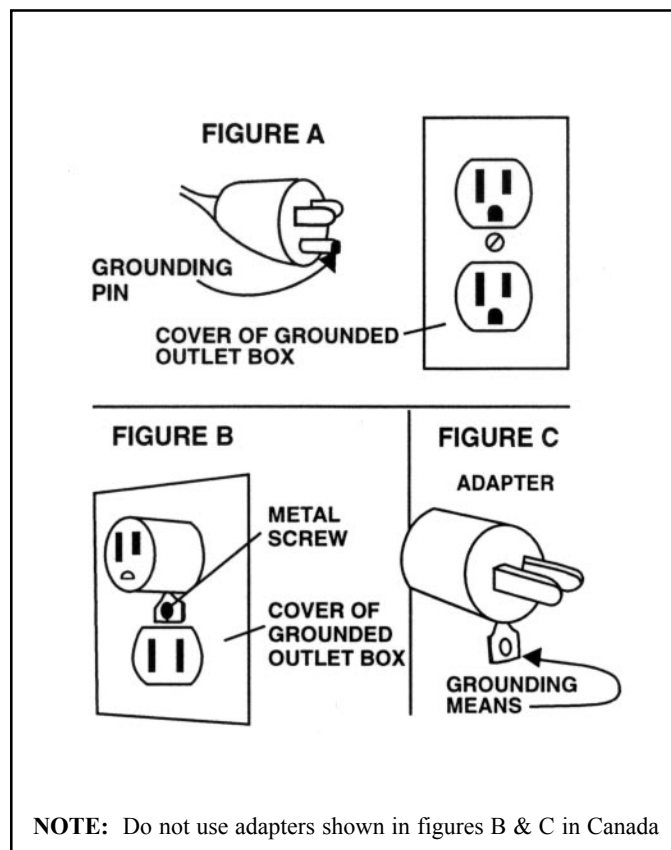 FIGURE A
GROUNDING
PIN
COVER OF GROUNDED
OUTLET BOX
FIGURE B
METAL
SCREW
COVER OF
GROUNDED
OUTLET BOX
FIGURE C
ADAPTER
GROUNDING
MEANS
NOTE: Do not use adapters shown in figures B & C in Canada